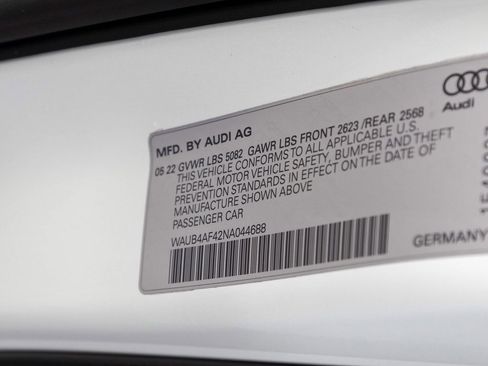 MFD. BY AUDI AG
05 22 GVWR LBS 5082 GAWR LBS FRONT 2623 /REAR 2568
THIS VEHICLE CONFORMS TO ALL APPLICABLE U.S.
FEDERAL MOTOR VEHICLE SAFETY, BUMPER AND THEFT
PREVENTION STANDARDS IN EFFECT ON THE DATE OF
MANUFACTURE SHOWN ABOVE
PASSENGER CAR
WAUB4AF42NA044688
Audi
GERMANY